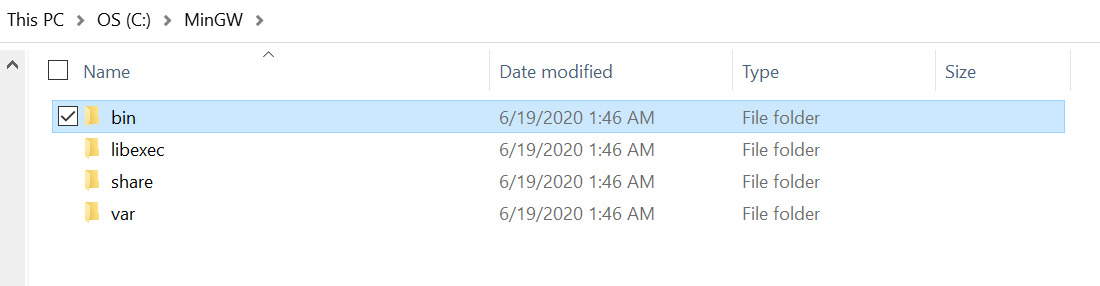 This PC > OS (C:) > MinGW >
Name Date modified Type Size
bin 6/19/2020 1:46 AM File folder
libexec 6/19/2020 1:46 AM File folder
share 6/19/2020 1:46 AM File folder
var 6/19/2020 1:46 AM File folder